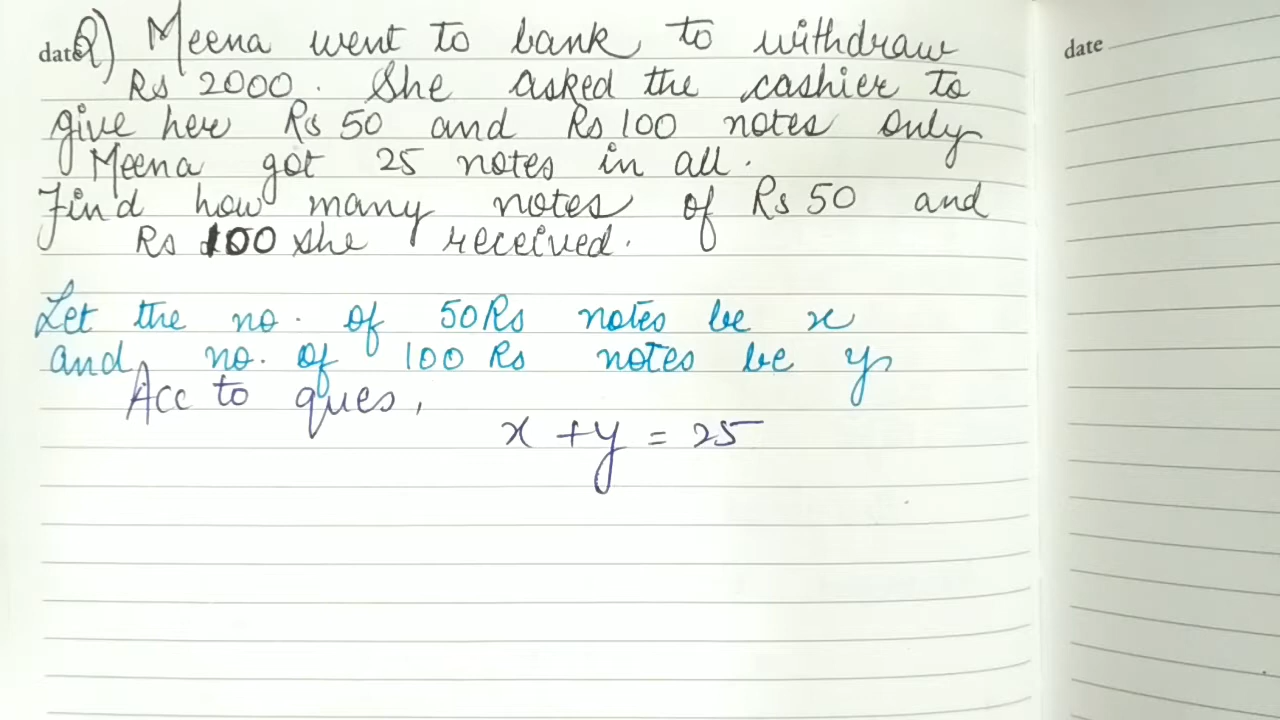 date
Q) Meena went to bank to withdraw
Rs 2000. She asked the cashier to
give her Rs 50 and Rs 100 notes only
Meena got 25 notes in all.
Find how many notes of Rs 50 and
Rs 100 she received.
Let the no. of 50Rs notes be x
and no. of 100 Rs notes be y
Acc to ques,
x + y = 25
date